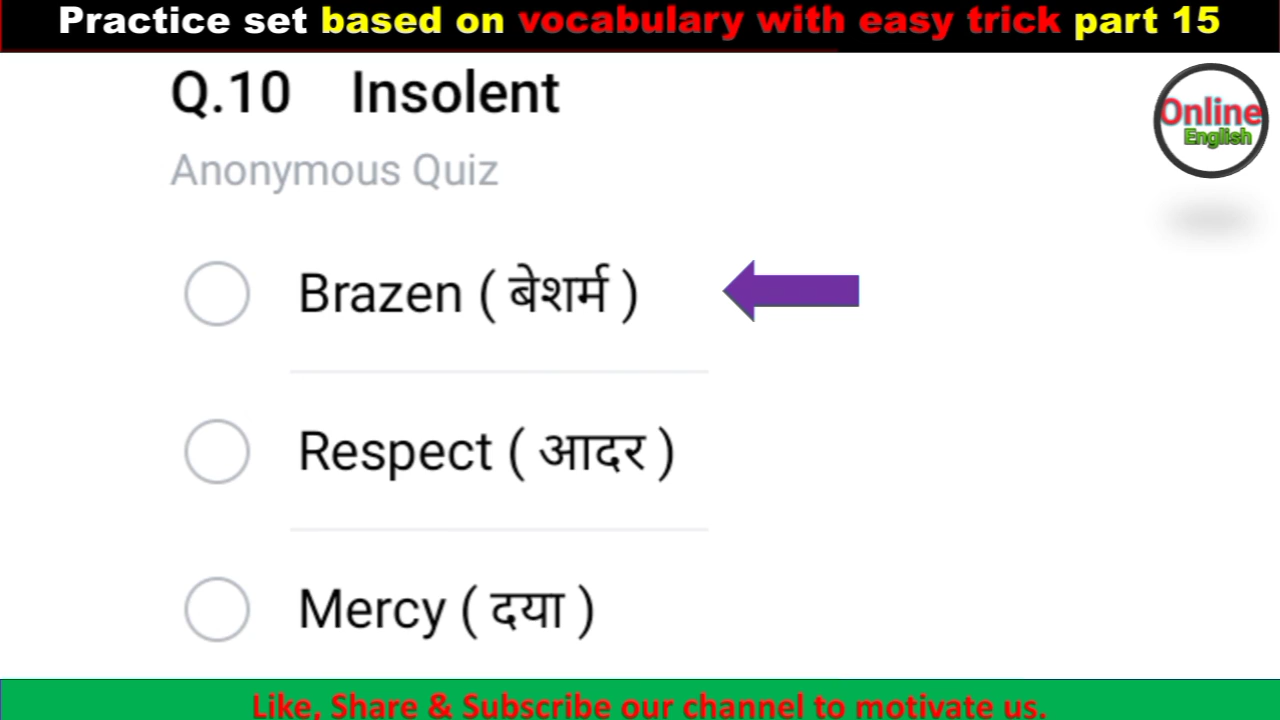 Practice set based on vocabulary with easy trick part 15
Q.10 Insolent
Online
English
Anonymous Quiz
Brazen ( बेशर्म )
Respect ( आदर )
Mercy ( दया )
Like, Share & Subscribe our channel to motivate us.